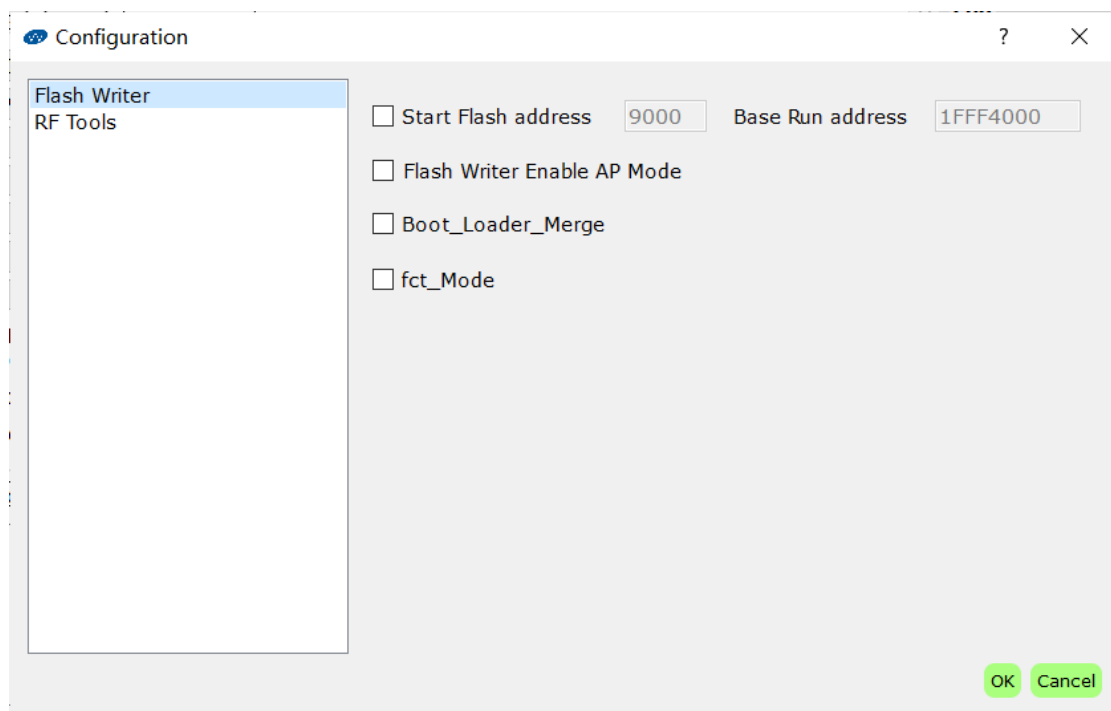 Configuration
?
Flash Writer
RF Tools
Start Flash address 9000 Base Run address 1FFF4000
Flash Writer Enable AP Mode
Boot_Loader_Merge
fct_Mode
OK Cancel